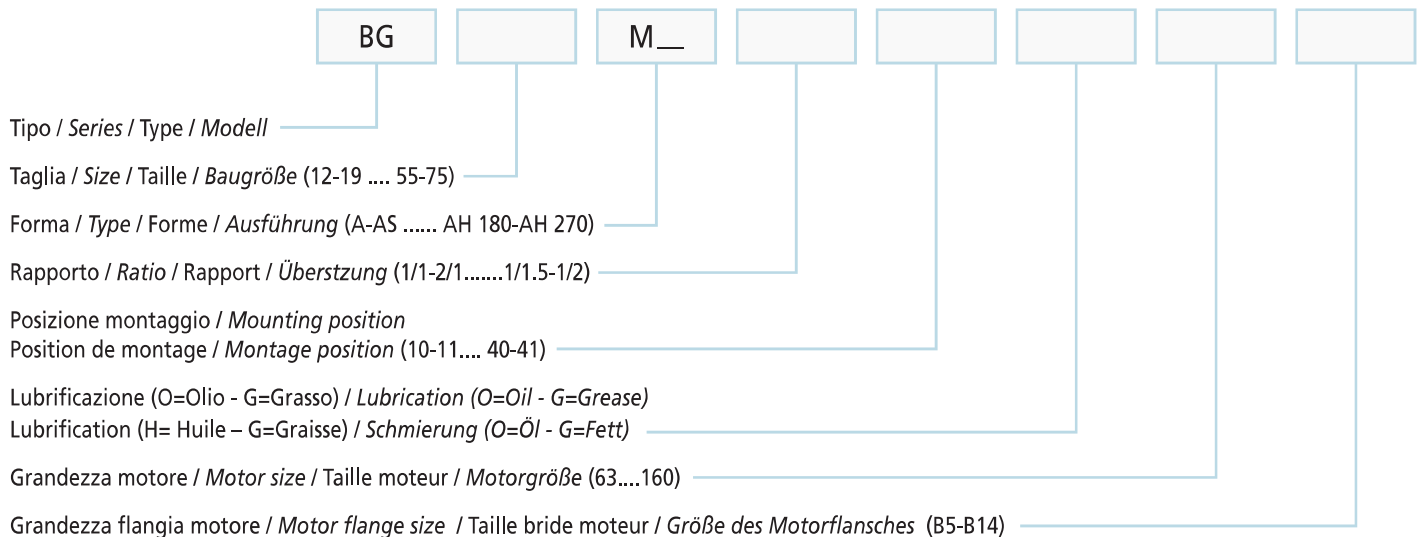 BG M__
Tipo / Series / Type / Modell
Taglia / Size / Taille / Baugröße (12-19 .... 55-75)
Forma / Type / Forme / Ausführung (A-AS ...... AH 180-AH 270)
Rapporto / Ratio / Rapport / Überstzung (1/1-2/1.......1/1.5-1/2)
Posizione montaggio / Mounting position
Position de montage / Montage position (10-11.... 40-41)
Lubrificazione (O=Olio - G=Grasso) / Lubrication (O=Oil - G=Grease)
Lubrification (H= Huile – G=Graisse) / Schmierung (O=Öl - G=Fett)
Grandezza motore / Motor size / Taille moteur / Motorgröße (63....160)
Grandezza flangia motore / Motor flange size / Taille bride moteur / Größe des Motorflansches (B5-B14)